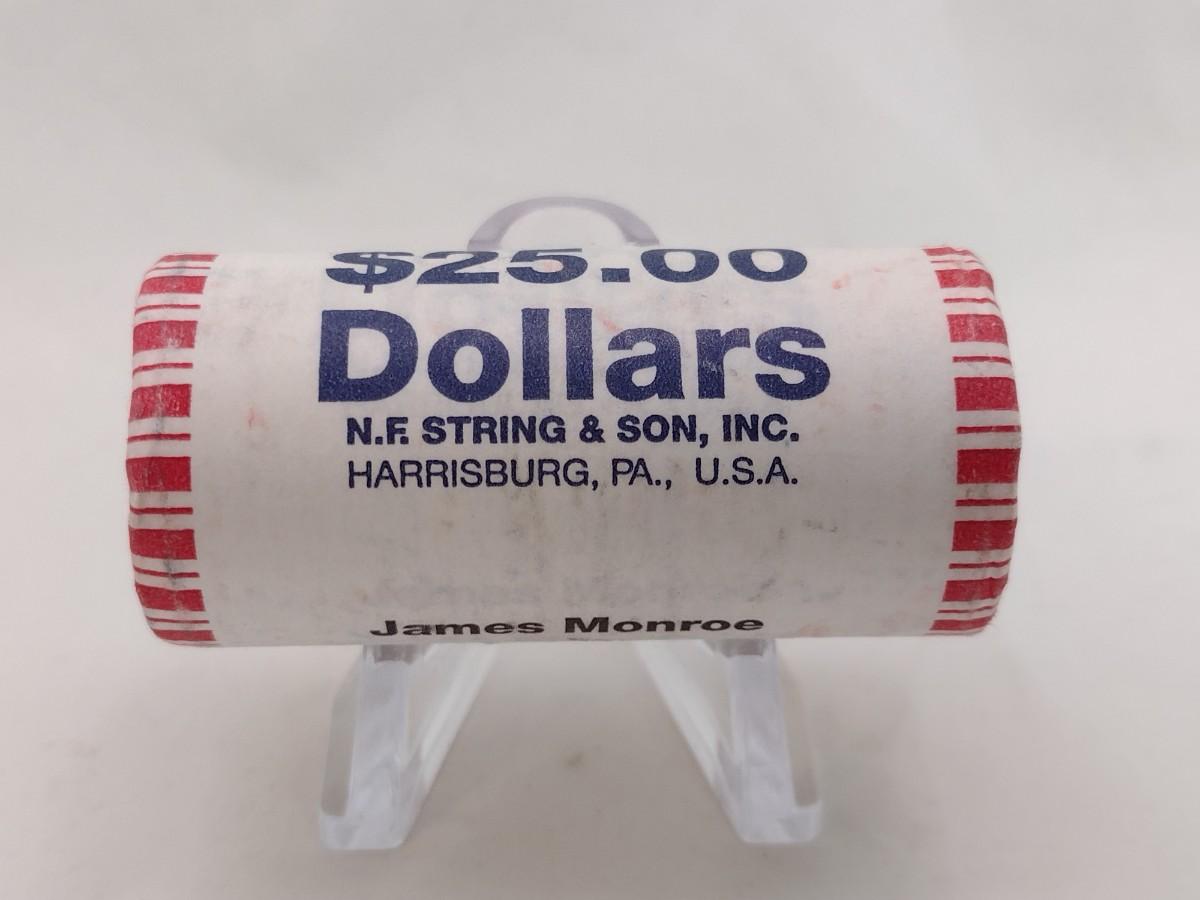 $25.00
Dollars
N.F. STRING & SON, INC.
HARRISBURG, PA., U.S.A.
James Monroe